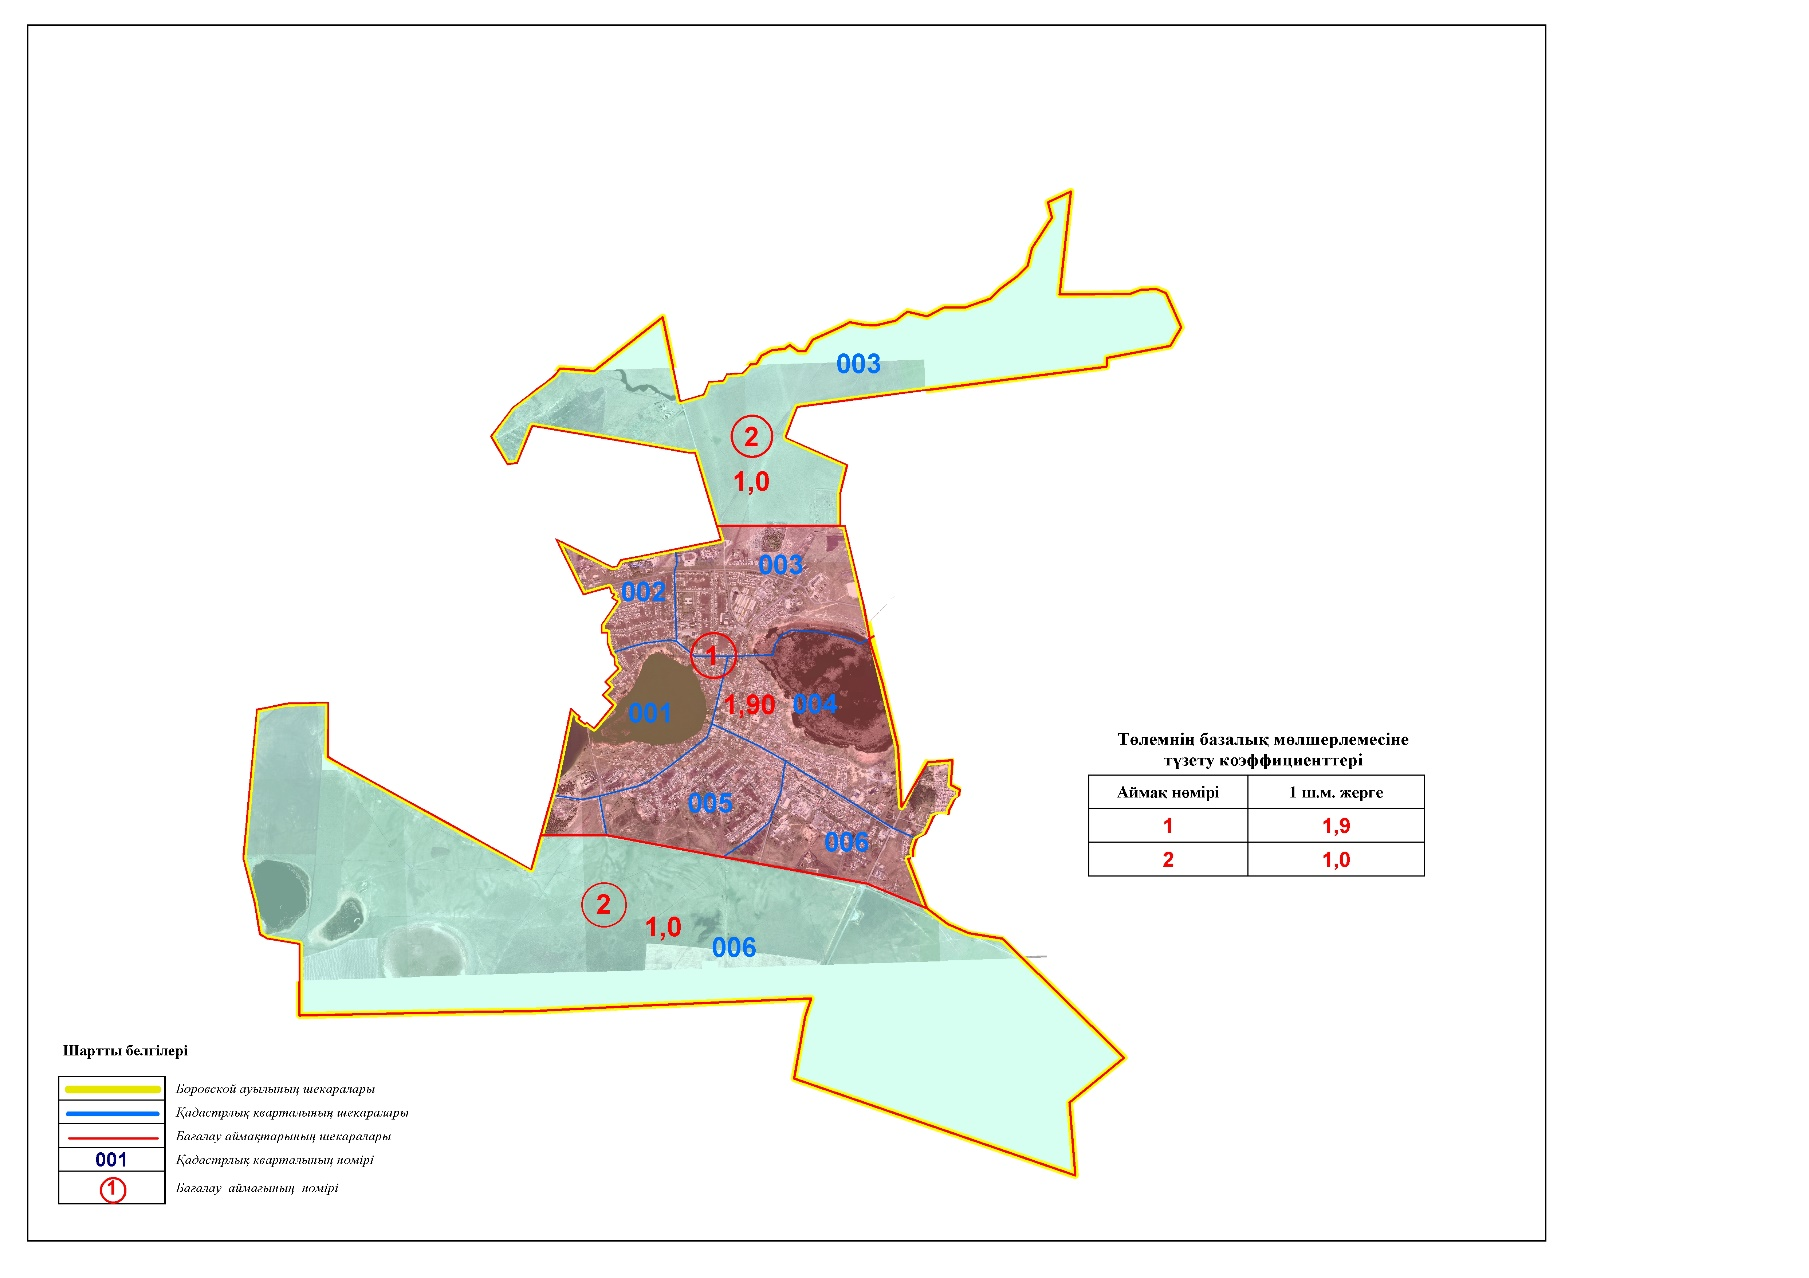 003
2
1,0
003
002
1
1,90
004
001
005
006
Төлемнің базалық мөлшерлемесіне
түзету коэффициенттері
Аймақ нөмірі 1 ш.м. жерге
1 1,9
2 1,0
2
1,0
006
Шартты белгілері
Боровской ауылының шекаралары
Қадастрлық кварталының шекаралары
Бағалау аймақтарының шекаралары
001 Қадастрлық кварталының нөмірі
1 Бағалау аймағының нөмірі